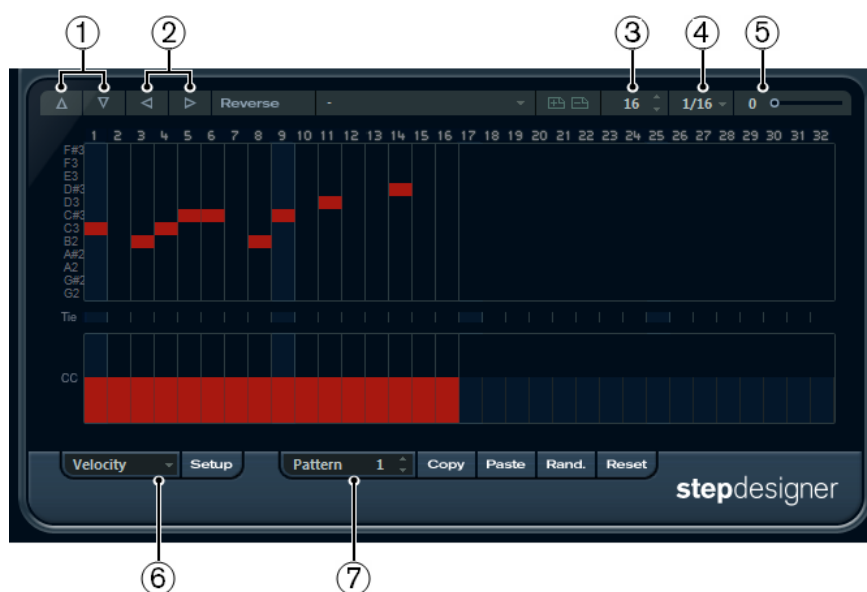 1 2 3 4 5
Reverse - 16 1/16 0
1 2 3 4 5 6 7 8 9 10 11 12 13 14 15 16 17 18 19 20 21 22 23 24 25 26 27 28 29 30 31 32
F#3
F3
E3
D#3
D3
C#3
C3
B2
A#2
A2
G#2
G2
Tie
CC
Velocity Setup Pattern 1 Copy Paste Rand. Reset
stepdesigner
6 7